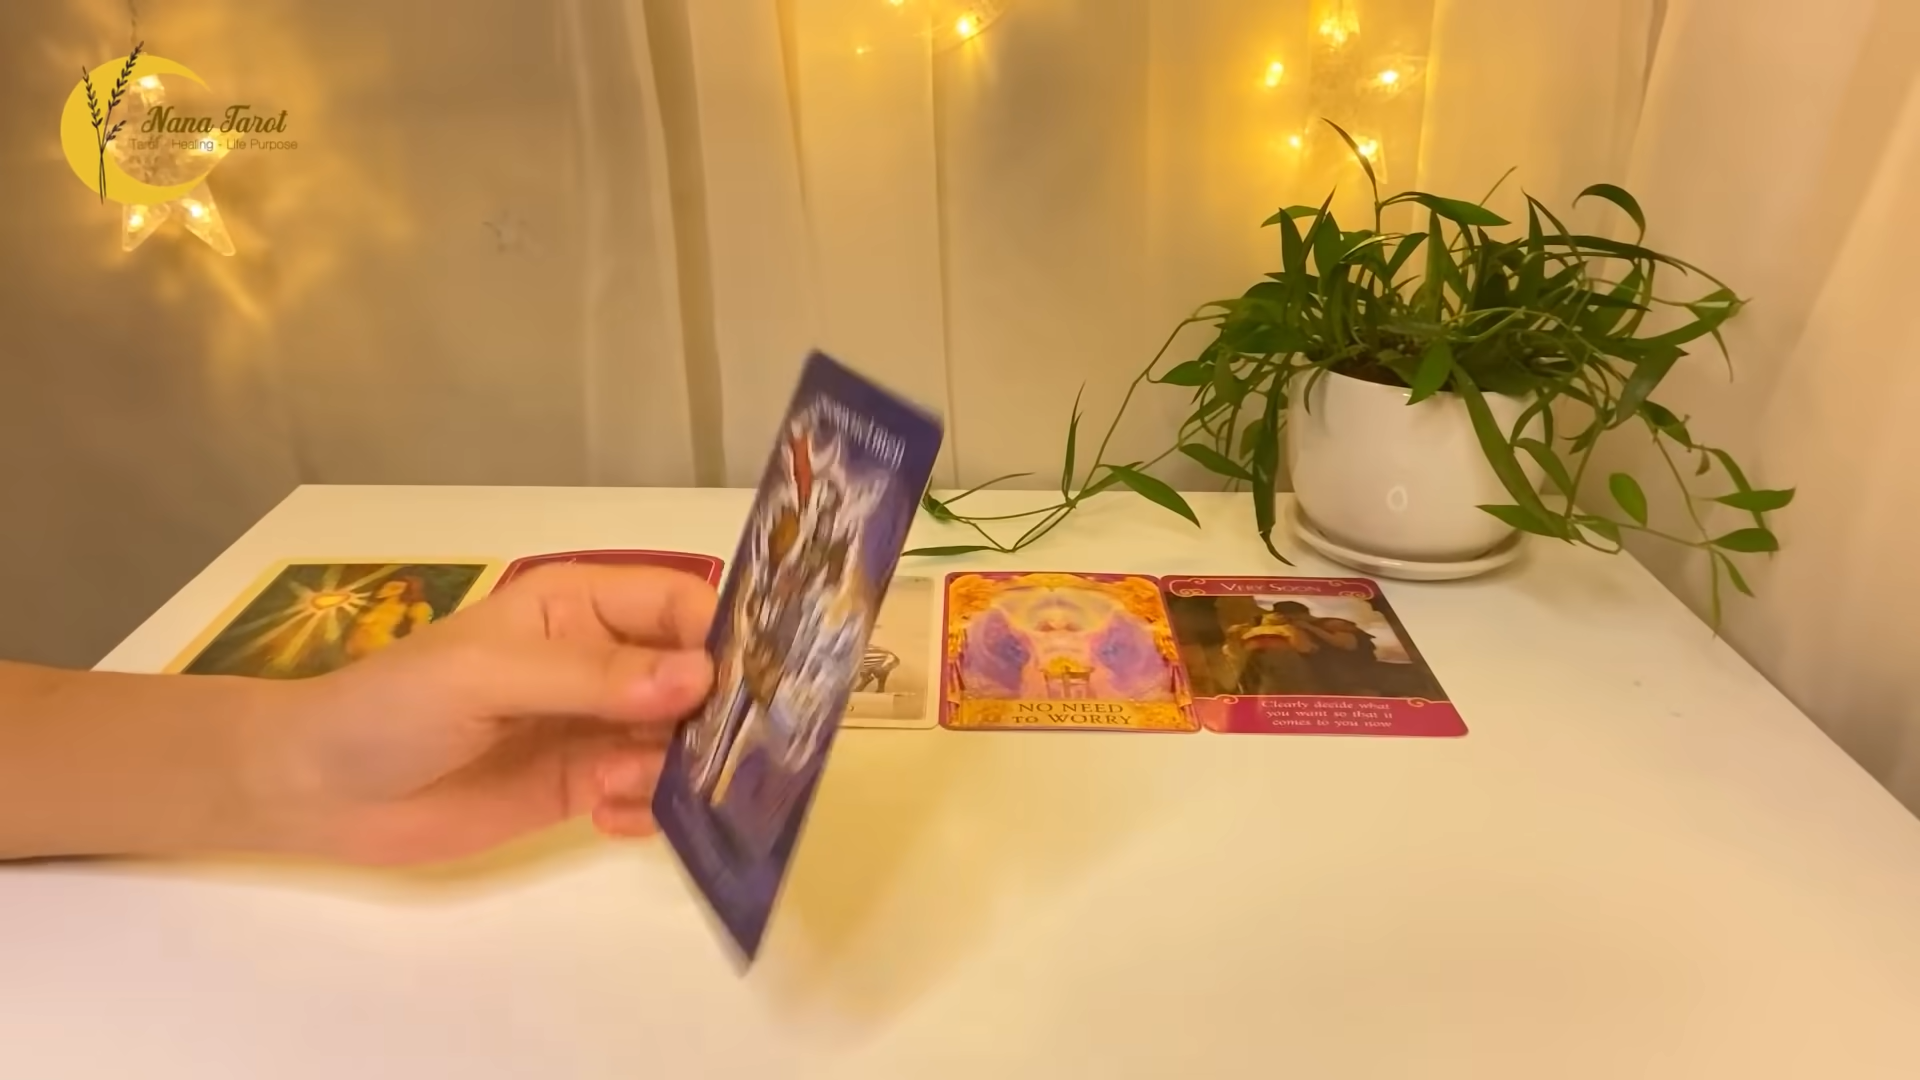 Nana Tarot
Tarot - Healing - Life Purpose
VERY SOON
NO NEED
TO WORRY
Clearly decide what
you want so that it
comes to you now